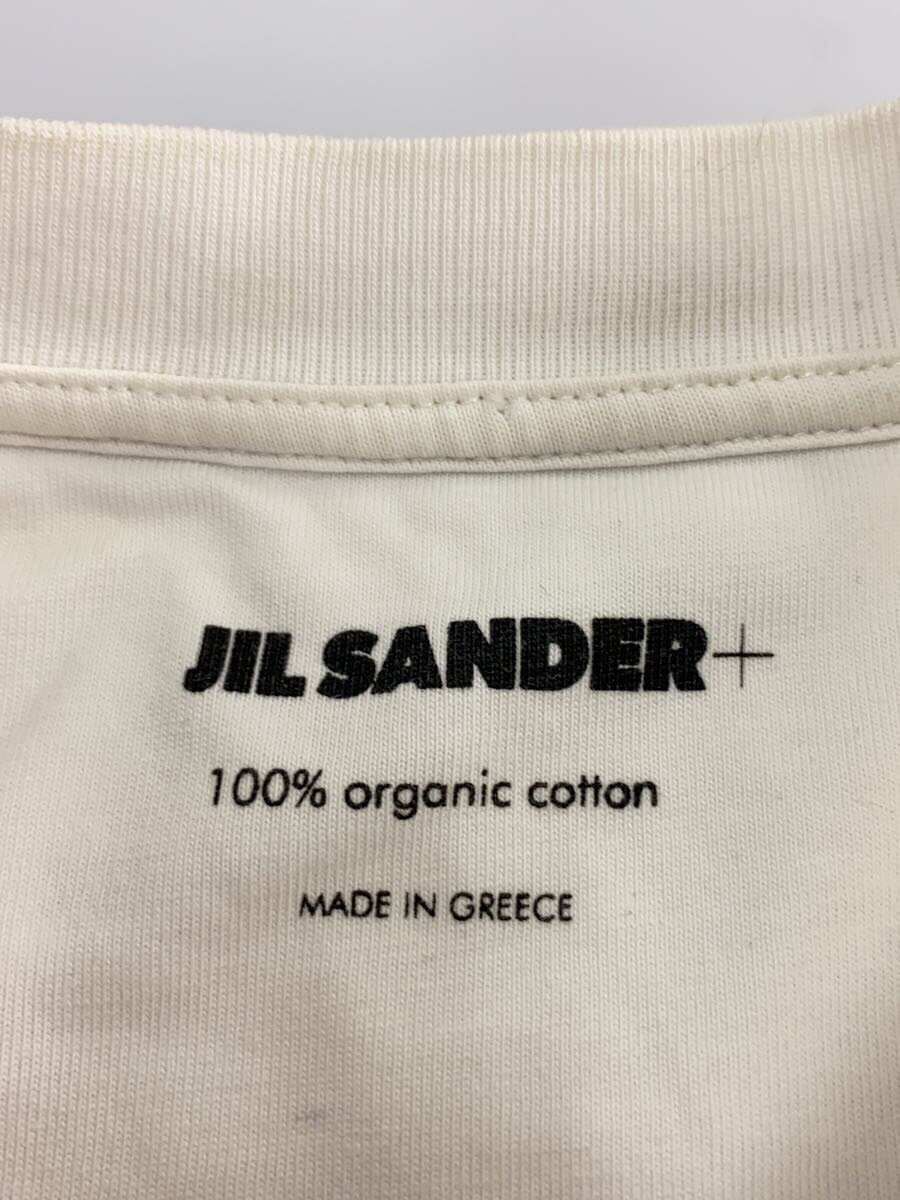 JIL SANDER+
100% organic cotton
MADE IN GREECE